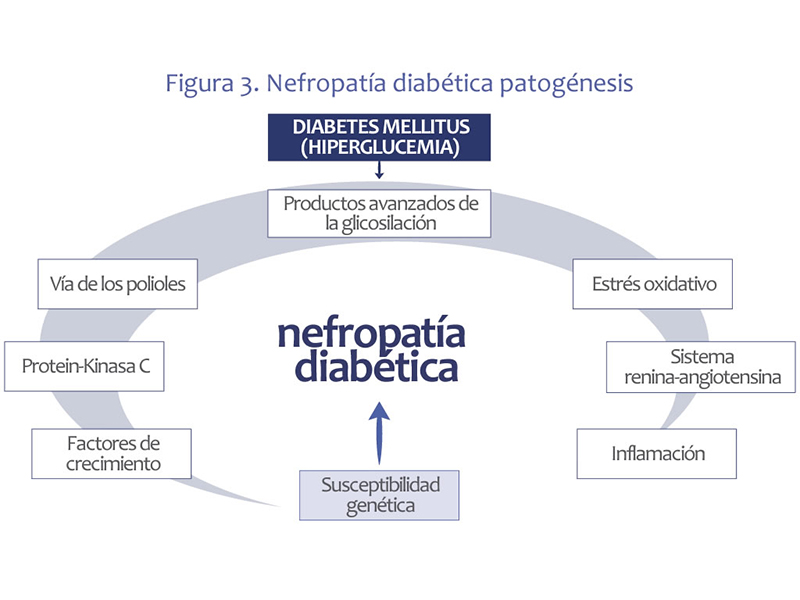 Figura 3. Nefropatía diabética patogénesis
DIABETES MELLITUS
(HIPERGLUCEMIA)
Productos avanzados de
la glicosilación
Vía de los polioles
Estrés oxidativo
nefropatía
diabética
Protein-Kinasa C
Sistema
renina-angiotensina
Factores de
crecimiento
Inflamación
Susceptibilidad
genética